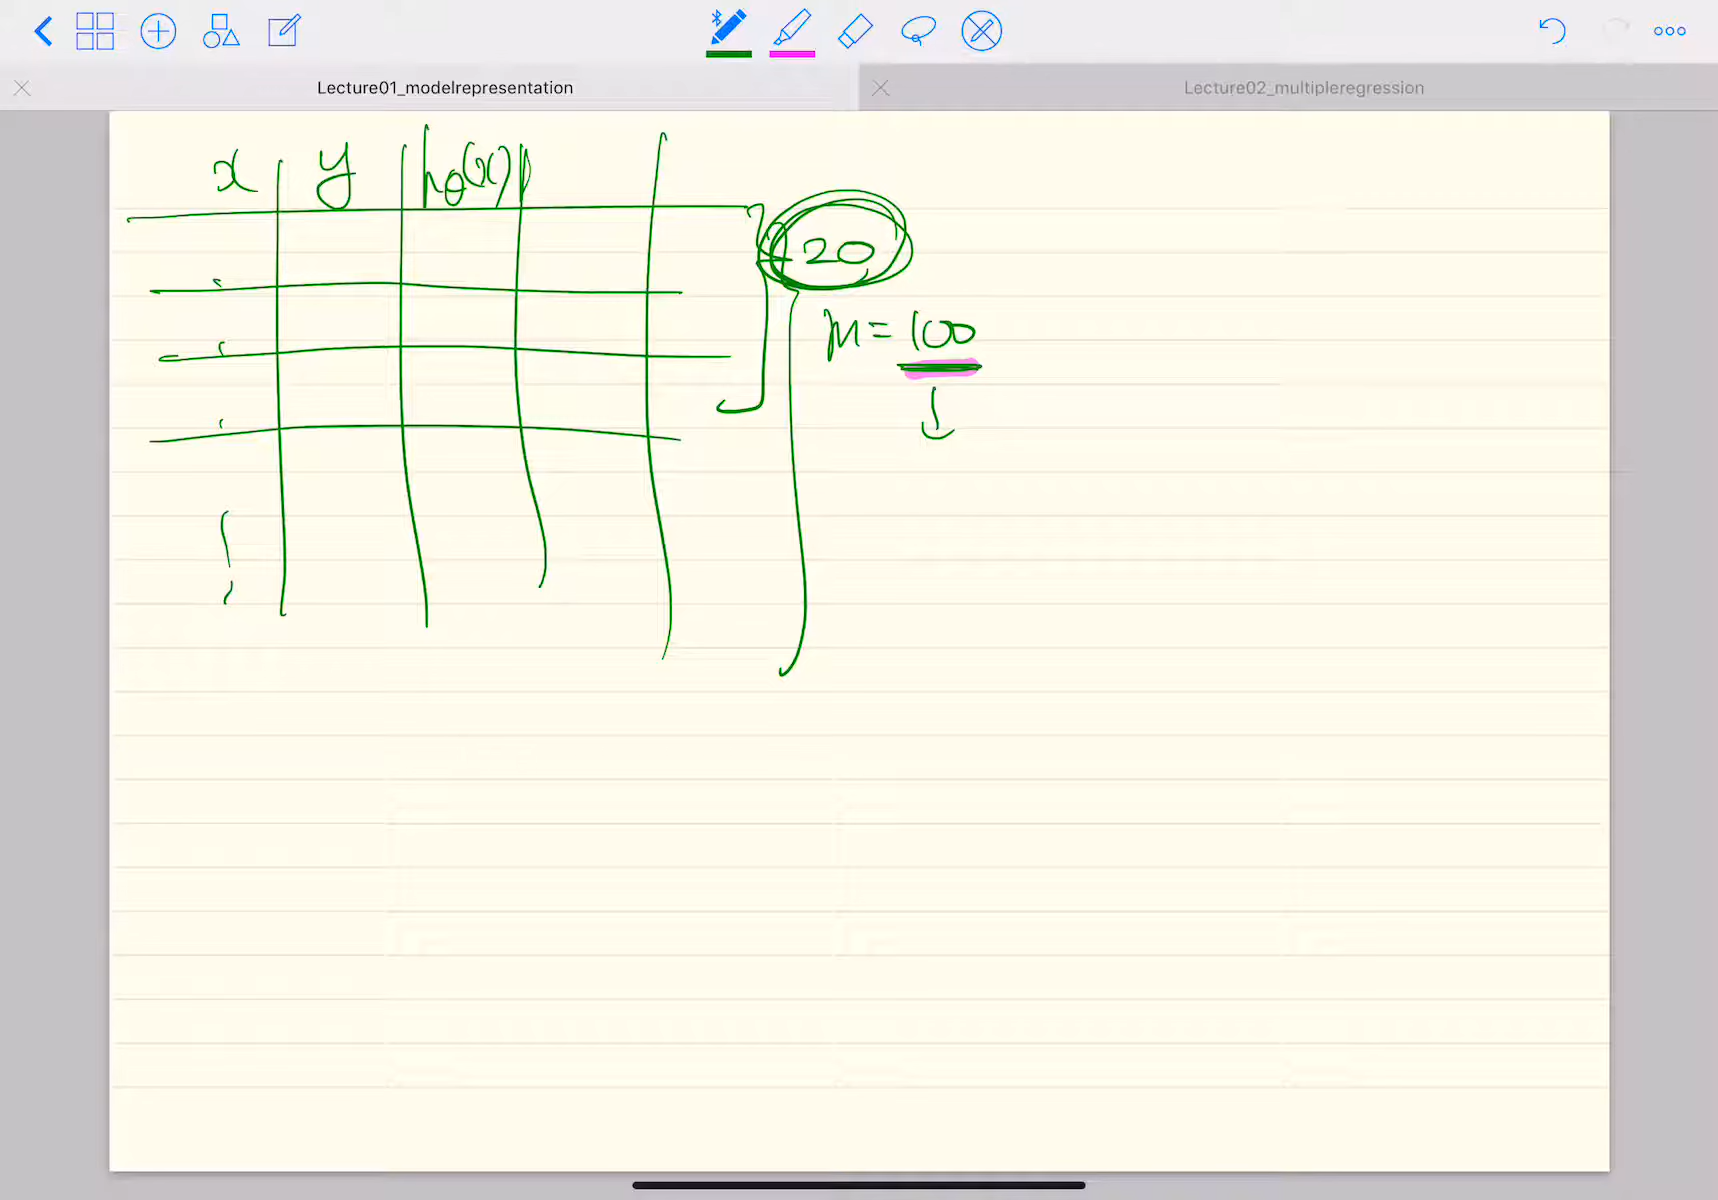 Lecture01_modelrepresentation
Lecture02_multipleregression
x y hθ(x)
20
m = 100